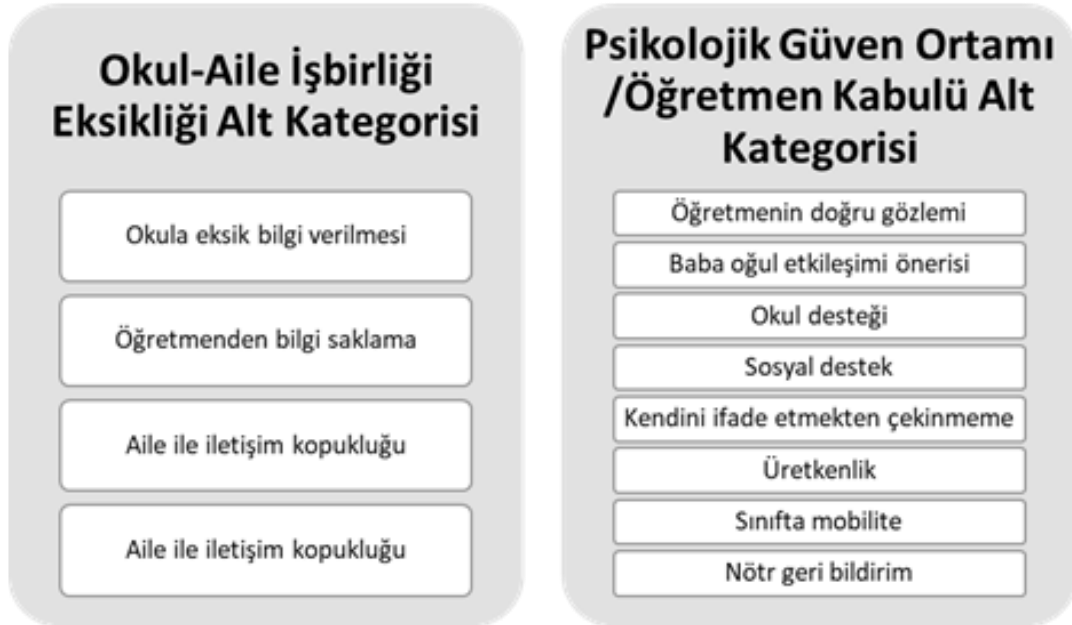 Okul-Aile İşbirliği
Eksikliği Alt Kategorisi
Okula eksik bilgi verilmesi
Öğretmenden bilgi saklama
Aile ile iletişim kopukluğu
Aile ile iletişim kopukluğu
Psikolojik Güven Ortamı
/Öğretmen Kabulü Alt
Kategorisi
Öğretmenin doğru gözlemi
Baba oğul etkileşimi önerisi
Okul desteği
Sosyal destek
Kendini ifade etmekten çekinmeme
Üretkenlik
Sınıfta mobilite
Nötr geri bildirim